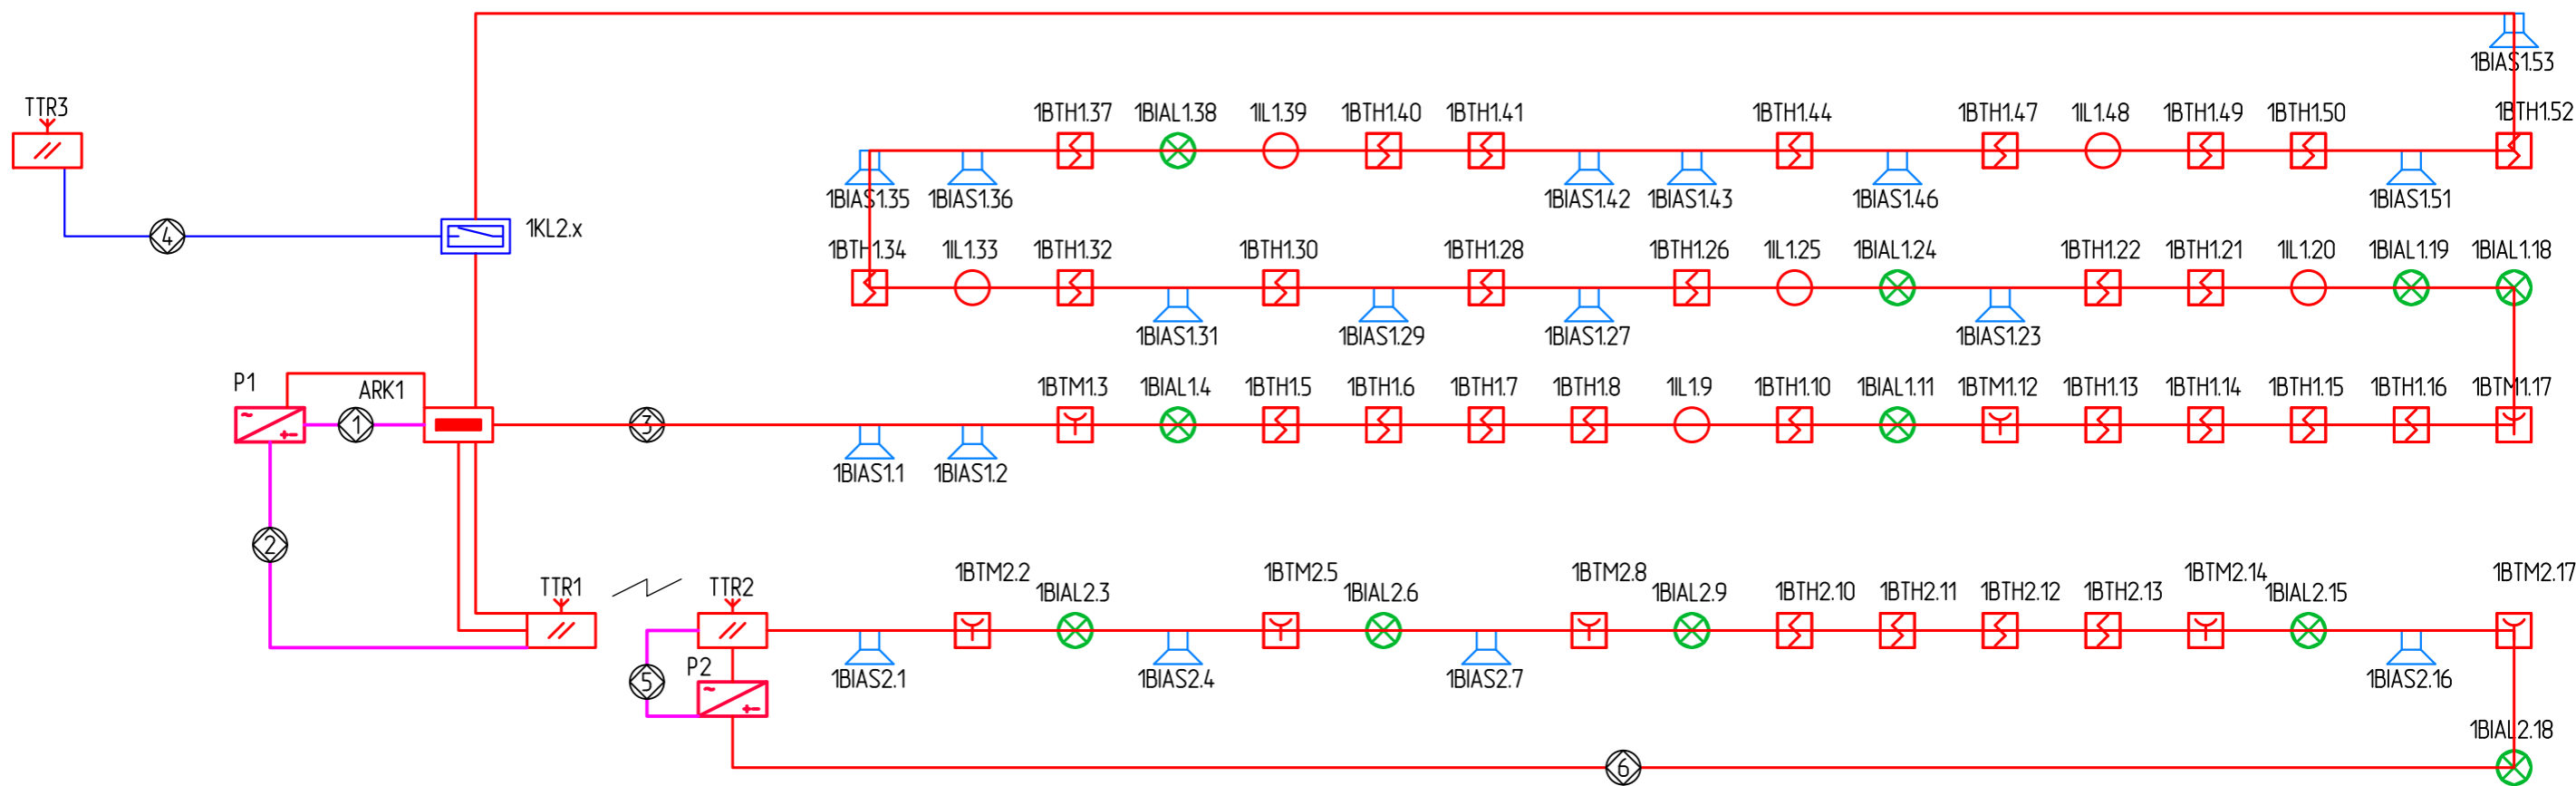 1BIAS1.53
TTR3
1BTH1.37 1BIAL1.38 1IL1.39 1BTH1.40 1BTH1.41 1BTH1.44 1BTH1.47 1IL1.48 1BTH1.49 1BTH1.50 1BTH1.52
1BIAS1.35 1BIAS1.36 1BIAS1.42 1BIAS1.43 1BIAS1.46 1BIAS1.51
4 1KL2.x
1BTH1.34 1IL1.33 1BTH1.32 1BTH1.30 1BTH1.28 1BTH1.26 1IL1.25 1BIAL1.24 1BTH1.22 1BTH1.21 1IL1.20 1BIAL1.19 1BIAL1.18
1BIAS1.31 1BIAS1.29 1BIAS1.27 1BIAS1.23
P1 ARK1 1BTM1.3 1BIAL1.4 1BTH1.5 1BTH1.6 1BTH1.7 1BTH1.8 1IL1.9 1BTH1.10 1BIAL1.11 1BTM1.12 1BTH1.13 1BTH1.14 1BTH1.15 1BTH1.16 1BTM1.17
1 3
1BIAS1.1 1BIAS1.2
2
TTR1 TTR2 1BTM2.2 1BTM2.5 1BTM2.8 1BTM2.14 1BTM2.17
1BIAL2.3 1BIAL2.6 1BIAL2.9 1BTH2.10 1BTH2.11 1BTH2.12 1BTH2.13 1BIAL2.15
5 P2 1BIAS2.1 1BIAS2.4 1BIAS2.7 1BIAS2.16
1BIAL2.18
6